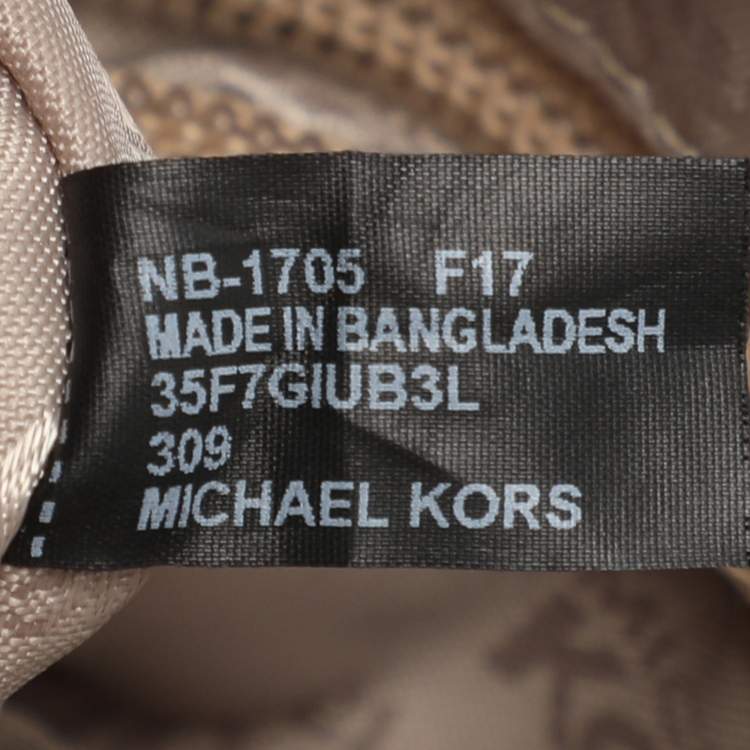 NB-1705 F17
MADE IN BANGLADESH
35F7GIUB3L
309
MICHAEL KORS